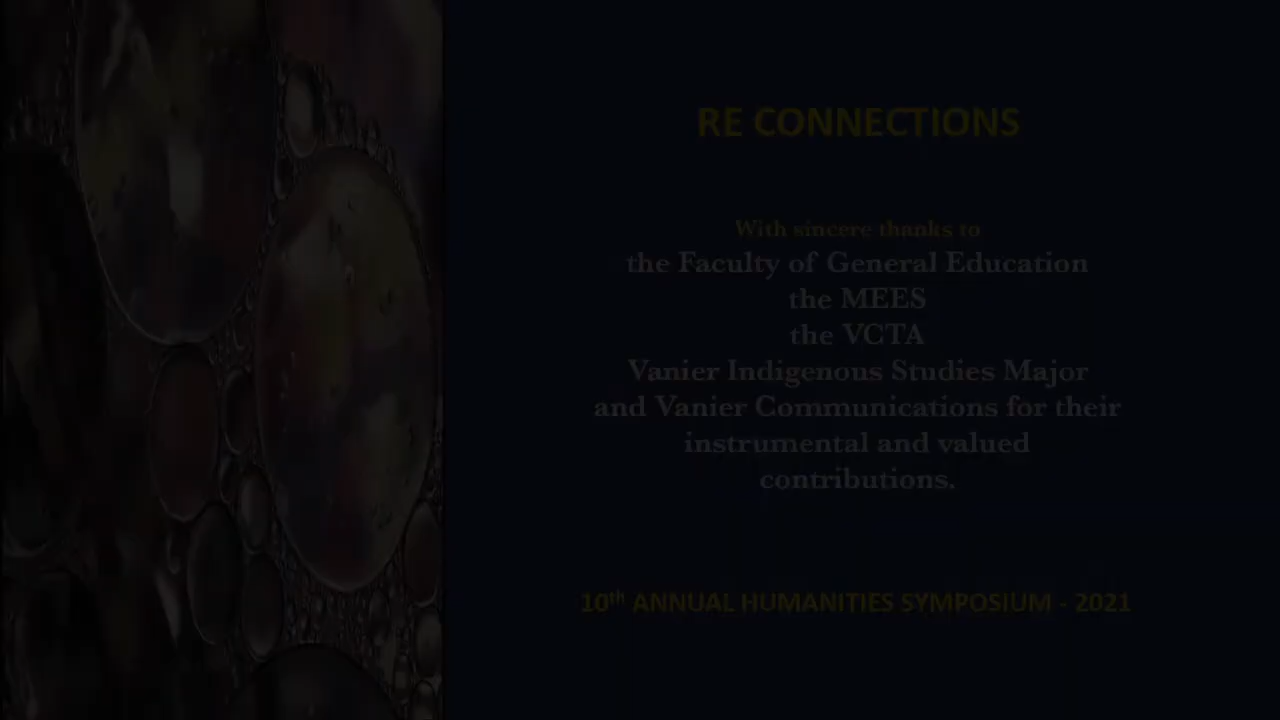 RE CONNECTIONS
With sincere thanks to
the Faculty of General Education
the MEES
the VCTA
Vanier Indigenous Studies Major
and Vanier Communications for their
instrumental and valued
contributions.
10th ANNUAL HUMANITIES SYMPOSIUM - 2021